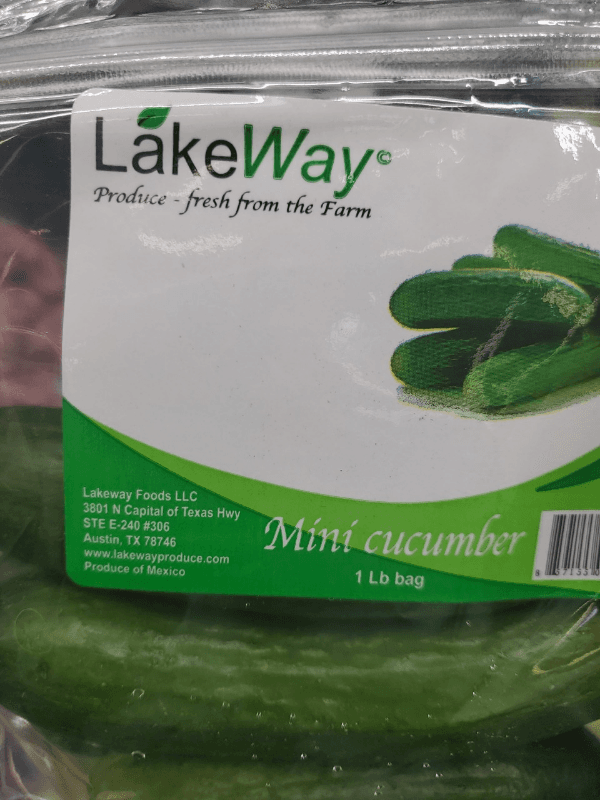 LakeWay©
Produce - fresh from the Farm
Lakeway Foods LLC
3801 N Capital of Texas Hwy
STE E-240 #306
Austin, TX 78746
www.lakewayproduce.com
Produce of Mexico
Mini cucumber
1 Lb bag